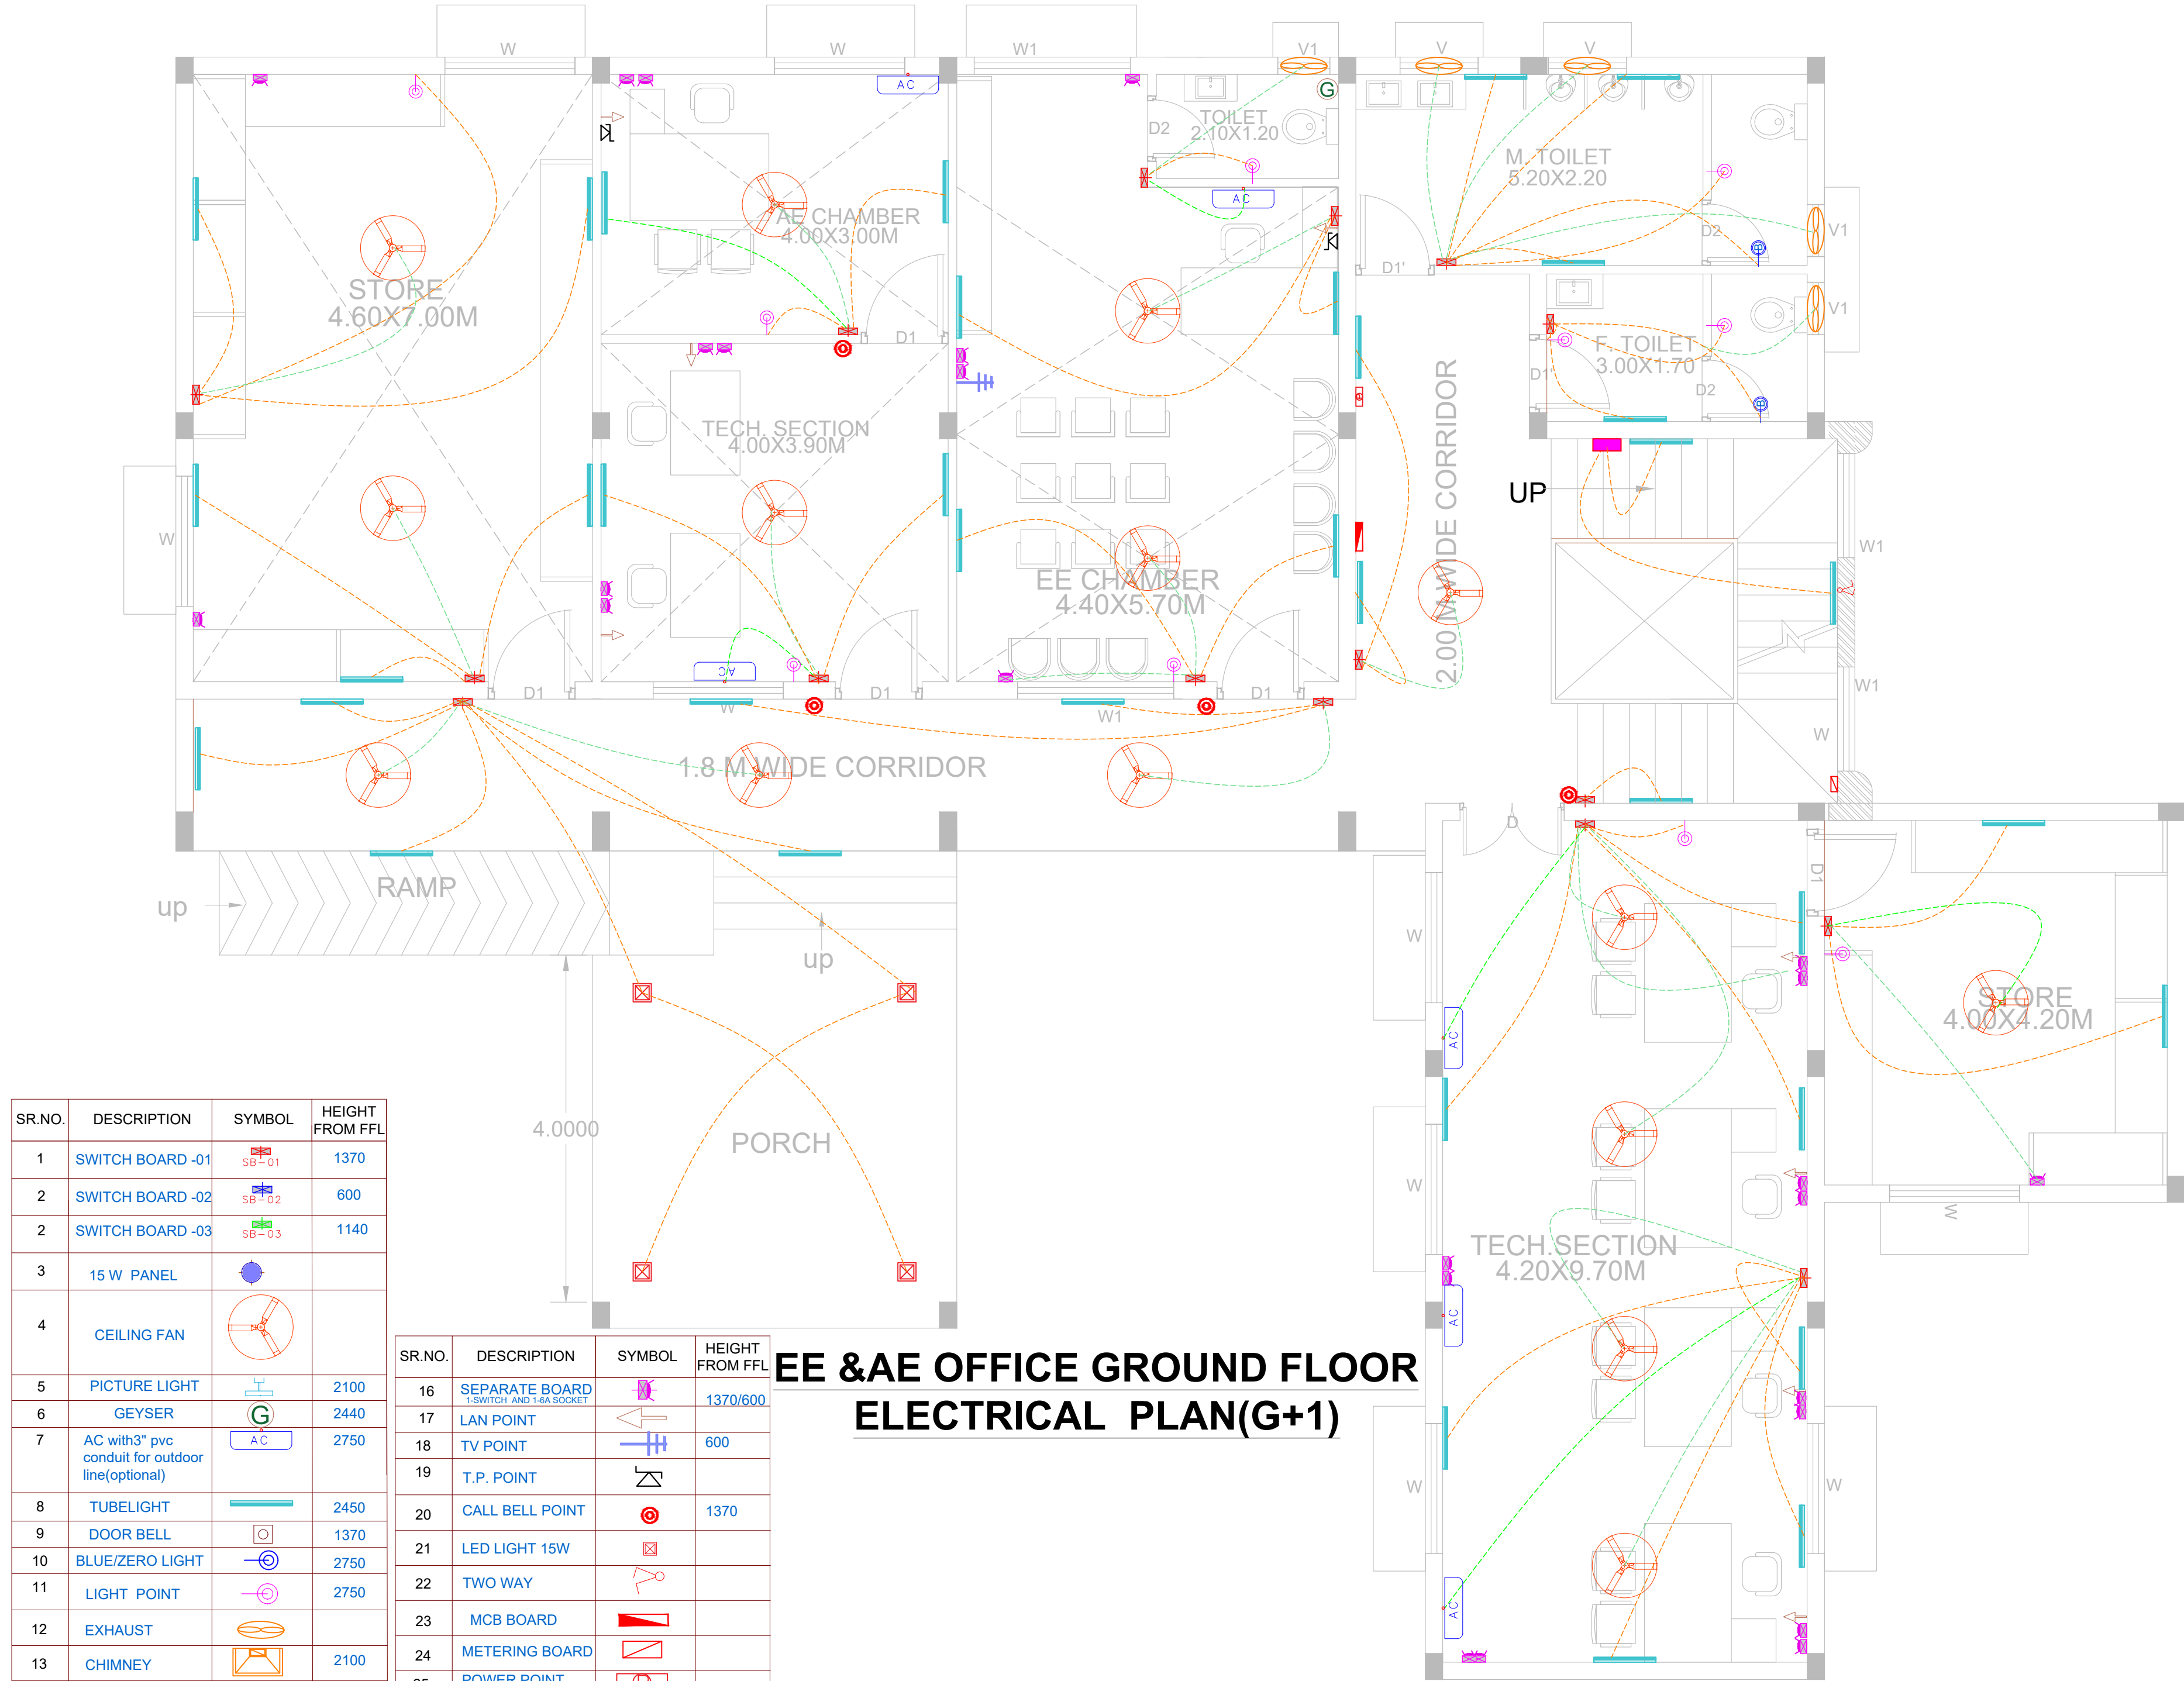 W
W
W1
V1
V
V
AC
G
TOILET
2.10X1.20
D2
M. TOILET
5.20X2.20
AC
AE CHAMBER
4.00X3.00M
D2
V1
D1'
STORE
4.60X7.00M
V1
D1
F. TOILET
3.00X1.70
D1'
D2
TECH. SECTION
4.00X3.90M
2.00 M WIDE CORRIDOR
UP
W
W1
EE CHAMBER
4.40X5.70M
AC
D1
D1
D1
W
W1
W1
W
1.8 M WIDE CORRIDOR
D
RAMP
up
up
D1
W
STORE
4.00X4.20M
AC
4.0000
PORCH
W
W
TECH.SECTION
4.20X9.70M
AC
W
W
AC
SR.NO. DESCRIPTION SYMBOL HEIGHT FROM FFL
1 SWITCH BOARD -01 SB-01 1370
2 SWITCH BOARD -02 SB-02 600
2 SWITCH BOARD -03 SB-03 1140
3 15 W PANEL
4 CEILING FAN
5 PICTURE LIGHT 2100
6 GEYSER G 2440
7 AC with3" pvc AC 2750
conduit for outdoor
line(optional)
8 TUBELIGHT 2450
9 DOOR BELL 1370
10 BLUE/ZERO LIGHT 2750
11 LIGHT POINT 2750
12 EXHAUST
13 CHIMNEY 2100
SR.NO. DESCRIPTION SYMBOL HEIGHT FROM FFL
16 SEPARATE BOARD 1370/600
1-SWITCH AND 1-6A SOCKET
17 LAN POINT
18 TV POINT 600
19 T.P. POINT
20 CALL BELL POINT 1370
21 LED LIGHT 15W
22 TWO WAY
23 MCB BOARD
24 METERING BOARD
25 POWER POINT
EE &AE OFFICE GROUND FLOOR
ELECTRICAL PLAN(G+1)